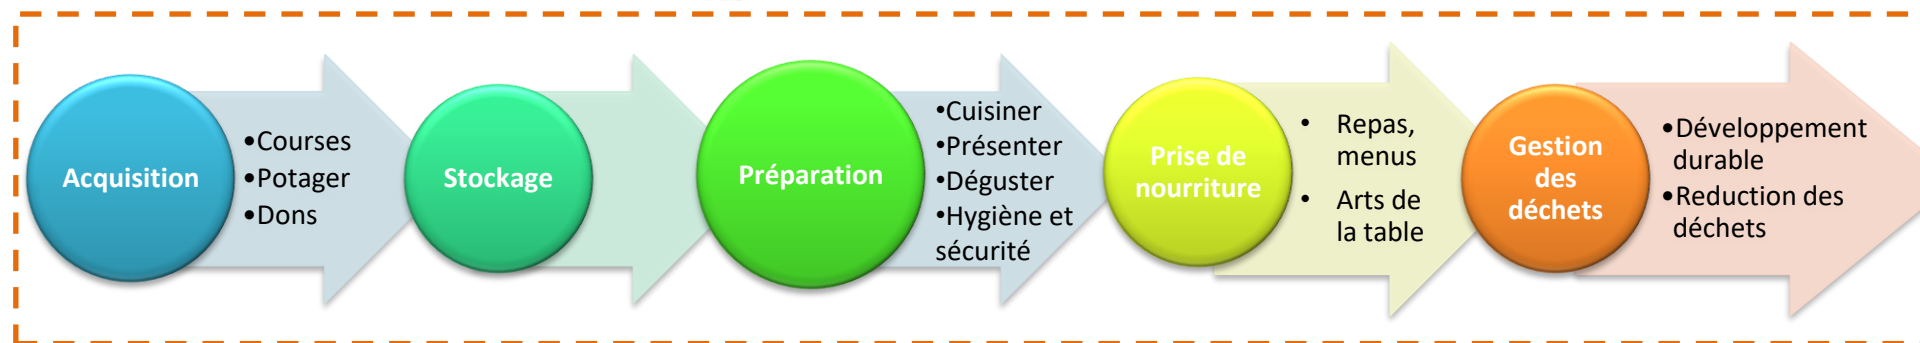 Acquisition
•Courses
•Potager
•Dons
Stockage
Préparation
•Cuisiner
•Présenter
•Déguster
•Hygiène et
sécurité
Prise de
nourriture
• Repas,
menus
• Arts de
la table
Gestion
des
déchets
•Développement
durable
•Reduction des
déchets